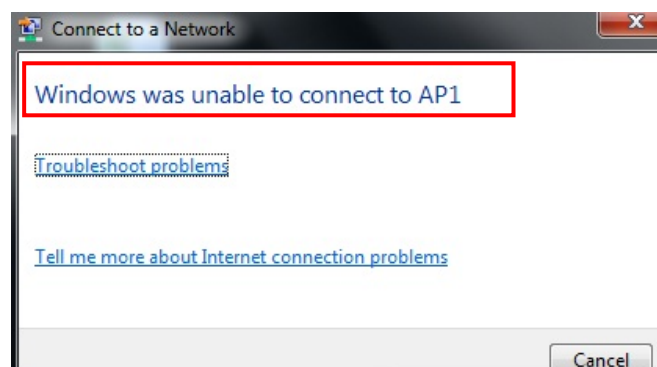 Connect to a Network
Windows was unable to connect to AP1
Troubleshoot problems
Tell me more about Internet connection problems
Cancel